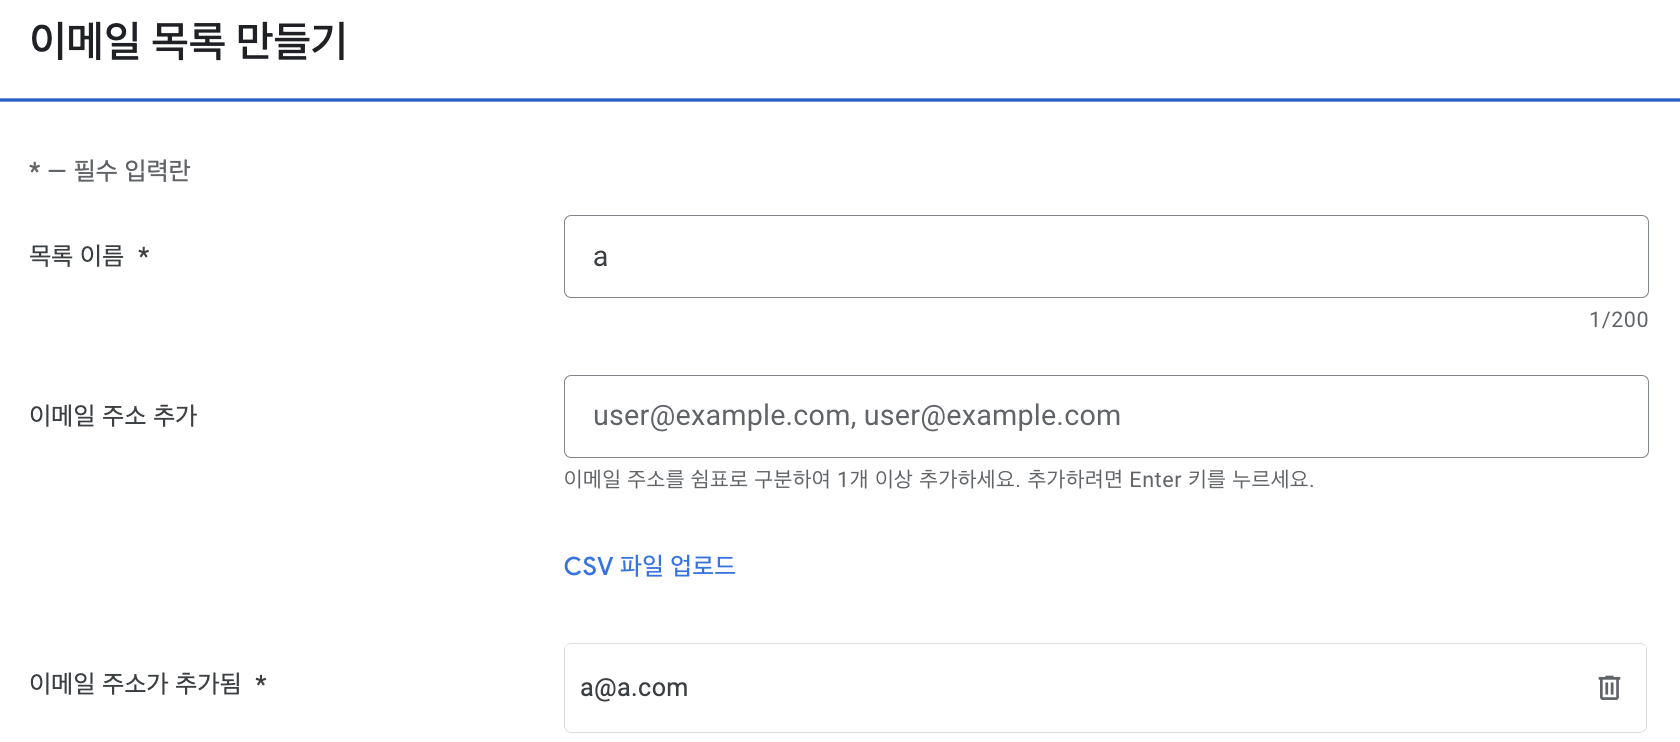 이메일 목록 만들기
* – 필수 입력란
목록 이름 *
a
1/200
이메일 주소 추가
user@example.com, user@example.com
이메일 주소를 쉼표로 구분하여 1개 이상 추가하세요. 추가하려면 Enter 키를 누르세요.
CSV 파일 업로드
이메일 주소가 추가됨 *
a@a.com